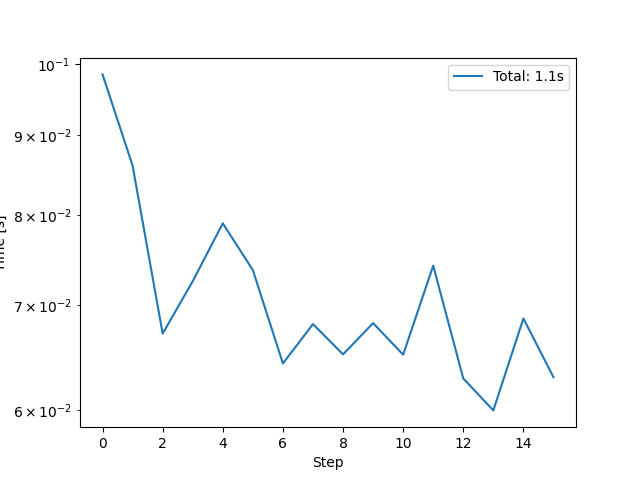 Total: 1.1s
10⁻¹
9 × 10⁻²
8 × 10⁻²
7 × 10⁻²
6 × 10⁻²
Time [s]
0 2 4 6 8 10 12 14
Step